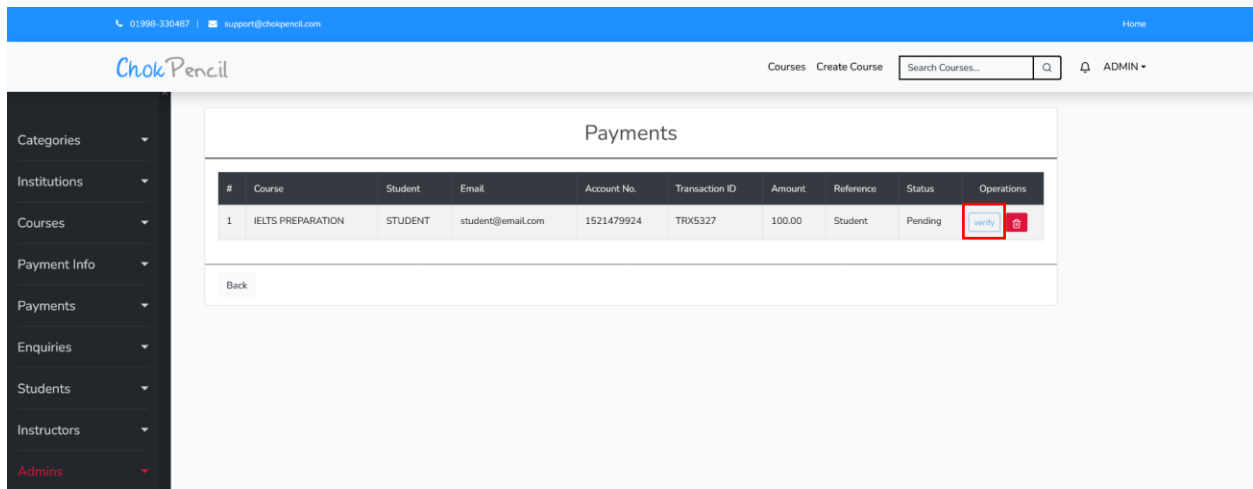 01998-330487 | support@chokpencil.com Home
ChokPencil Courses Create Course Search Courses... ADMIN
Payments
Categories
Institutions
Courses
Payment Info
Payments
Enquiries
Students
Instructors
Admins
# Course Student Email Account No. Transaction ID Amount Reference Status Operations
1 IELTS PREPARATION STUDENT student@email.com 1521479924 TRX5327 100.00 Student Pending verify
Back